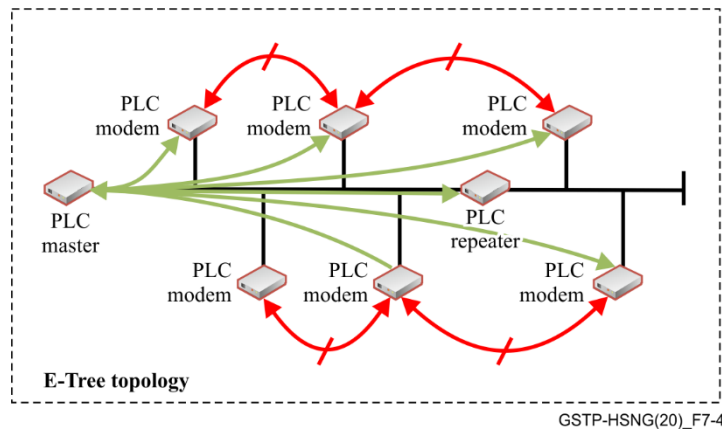 PLC
modem
PLC
modem
PLC
modem
PLC
master
PLC
repeater
PLC
modem
PLC
modem
PLC
modem
E-Tree topology
GSTP-HSNG(20)_F7-4